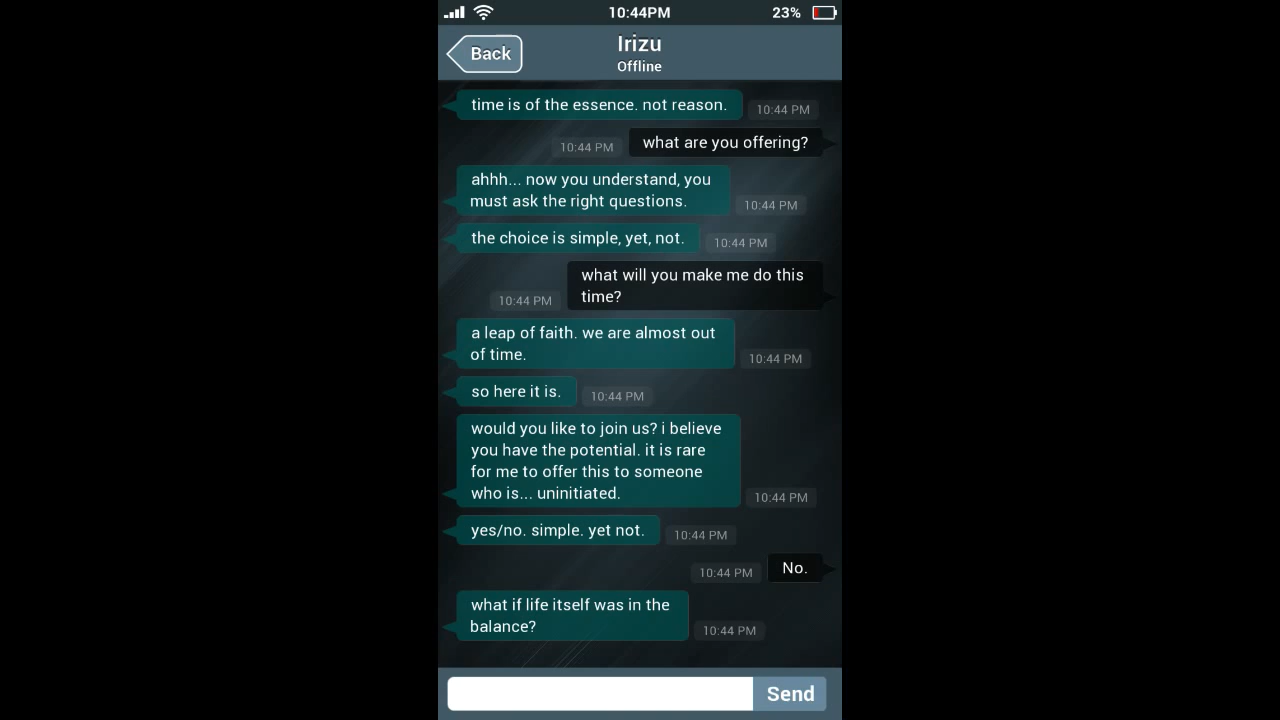 10:44PM
23%
Back
Irizu
Offline
time is of the essence. not reason.
10:44 PM
what are you offering?
10:44 PM
ahhh... now you understand, you
must ask the right questions.
10:44 PM
the choice is simple, yet, not.
10:44 PM
what will you make me do this
time?
10:44 PM
a leap of faith. we are almost out
of time.
10:44 PM
so here it is.
10:44 PM
would you like to join us? i believe
you have the potential. it is rare
for me to offer this to someone
who is... uninitiated.
10:44 PM
yes/no. simple. yet not.
10:44 PM
No.
10:44 PM
what if life itself was in the
balance?
10:44 PM
Send